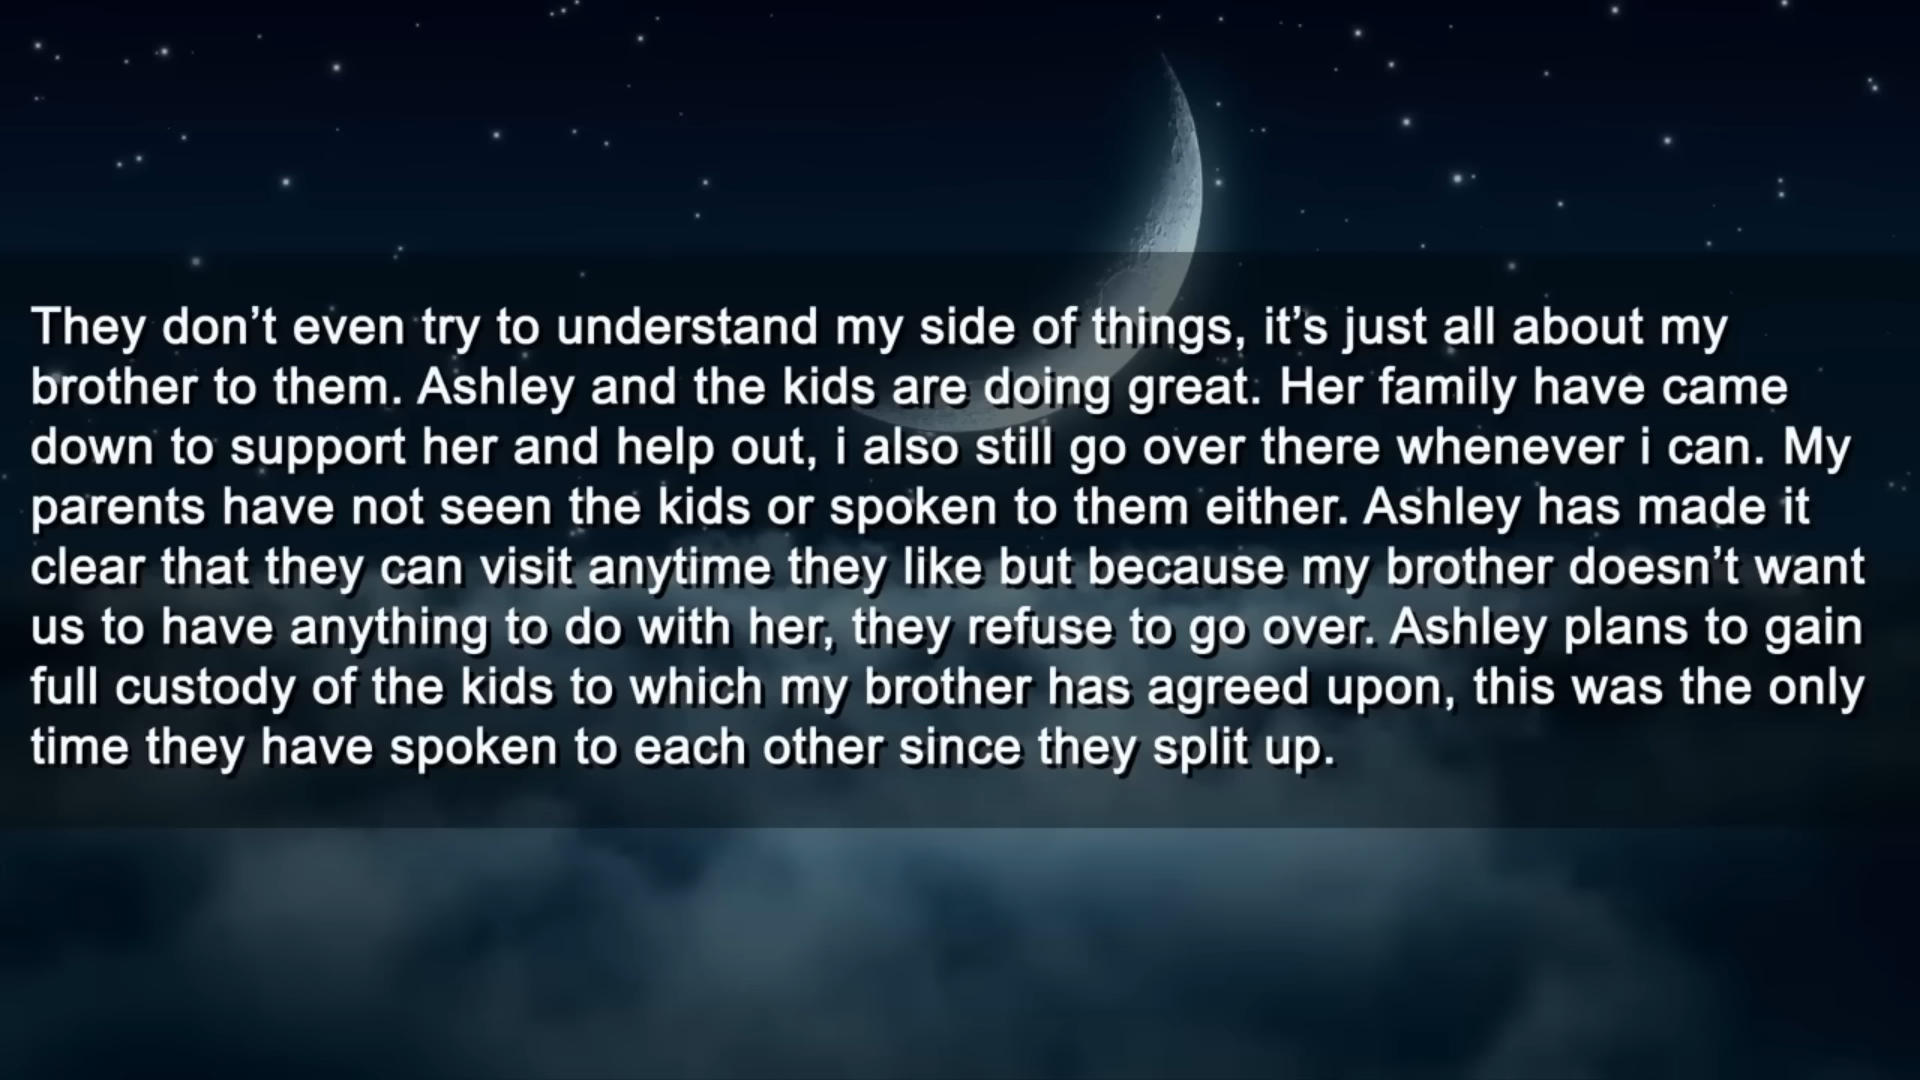 They don’t even try to understand my side of things, it’s just all about my
brother to them. Ashley and the kids are doing great. Her family have came
down to support her and help out, i also still go over there whenever i can. My
parents have not seen the kids or spoken to them either. Ashley has made it
clear that they can visit anytime they like but because my brother doesn’t want
us to have anything to do with her, they refuse to go over. Ashley plans to gain
full custody of the kids to which my brother has agreed upon, this was the only
time they have spoken to each other since they split up.